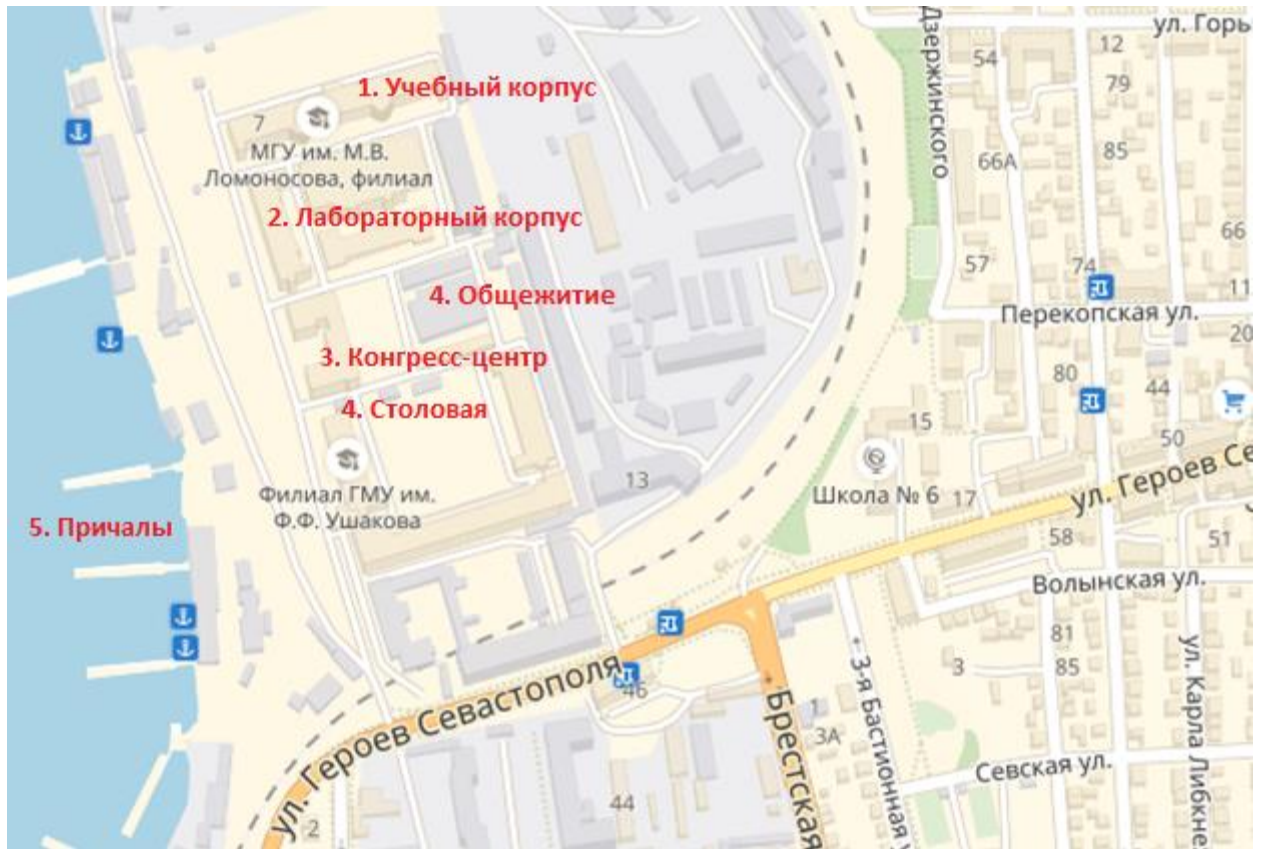 ул. Горь
Дзержинского
12
54
1. Учебный корпус
79
7
МГУ им. М.В.
Ломоносова, филиал
85
66А
2. Лабораторный корпус
66
57
74
4. Общежитие
11
Перекопская ул.
20
3. Конгресс-центр
80
44
4. Столовая
15
50
13
Школа № 6
17
ул. Героев Се
Филиал ГМУ им.
Ф.Ф. Ушакова
5. Причалы
58
51
Волынская ул.
81
85
3
3-я Бастионная у
ул. Карла Либкне
46
ул. Героев Севастополя
Брестская
1
3А
Севская ул.
44
2